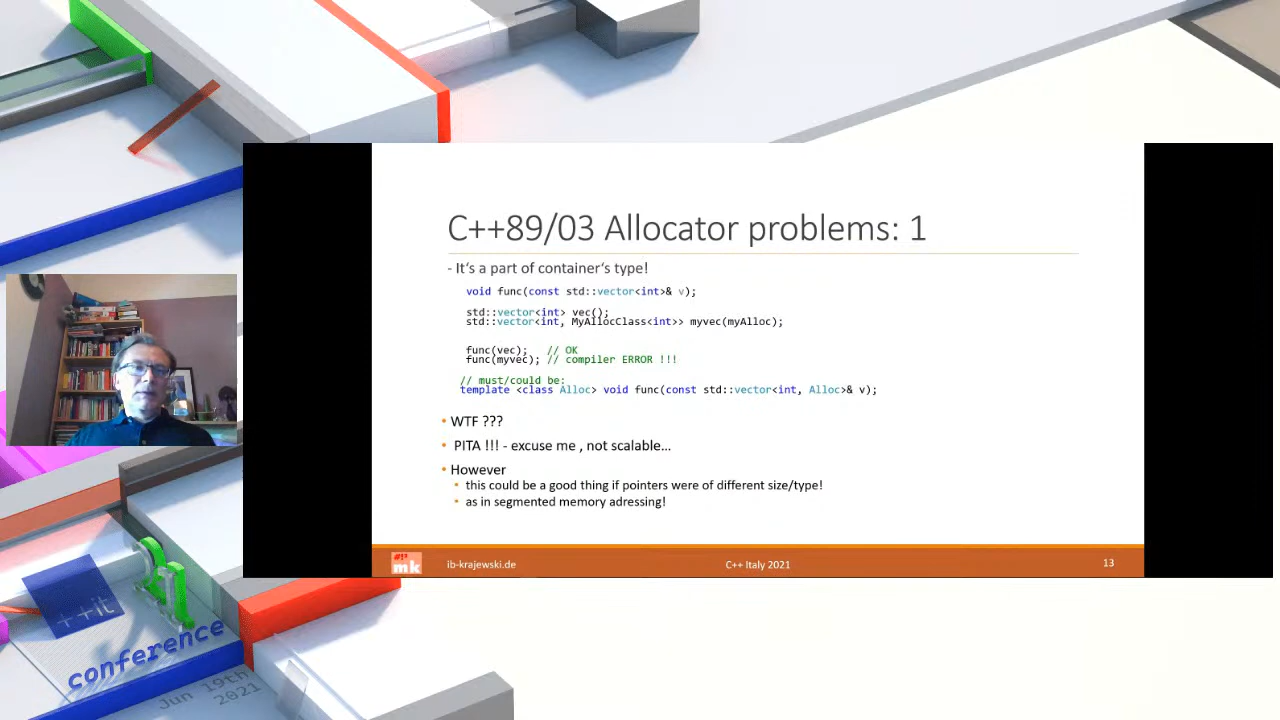 C++89/03 Allocator problems: 1
- It's a part of container's type!
void func(const std::vector<int>& v);
std::vector<int> vec();
std::vector<int, MyAllocClass<int>> myvec(myAlloc);
func(vec);   // OK
func(myvec); // compiler ERROR !!!
// must/could be:
template <class Alloc> void func(const std::vector<int, Alloc>& v);
• WTF ???
• PITA !!! - excuse me , not scalable…
• However
• this could be a good thing if pointers were of different size/type!
• as in segmented memory adressing!
mk
ib-krajewski.de
C++ Italy 2021
13
++it
conference
Jun 19th
2021